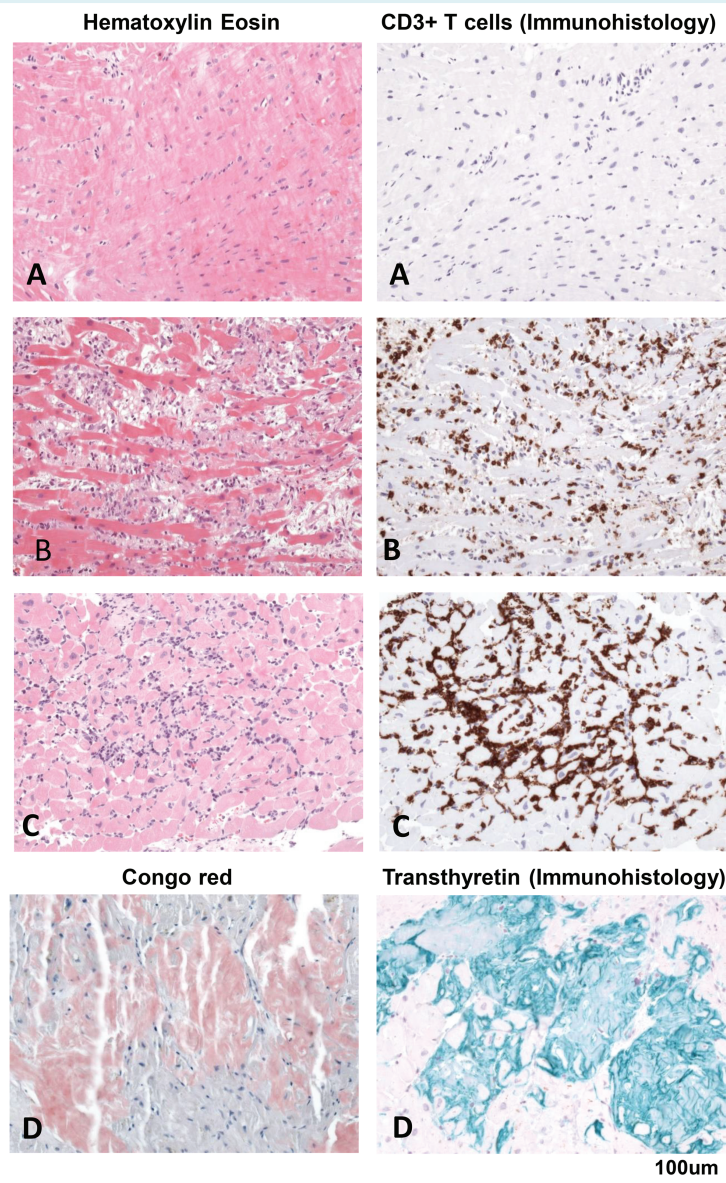 Hematoxylin Eosin
CD3+ T cells (Immunohistology)
A
A
B
B
C
C
Congo red
Transthyretin (Immunohistology)
D
D
100um